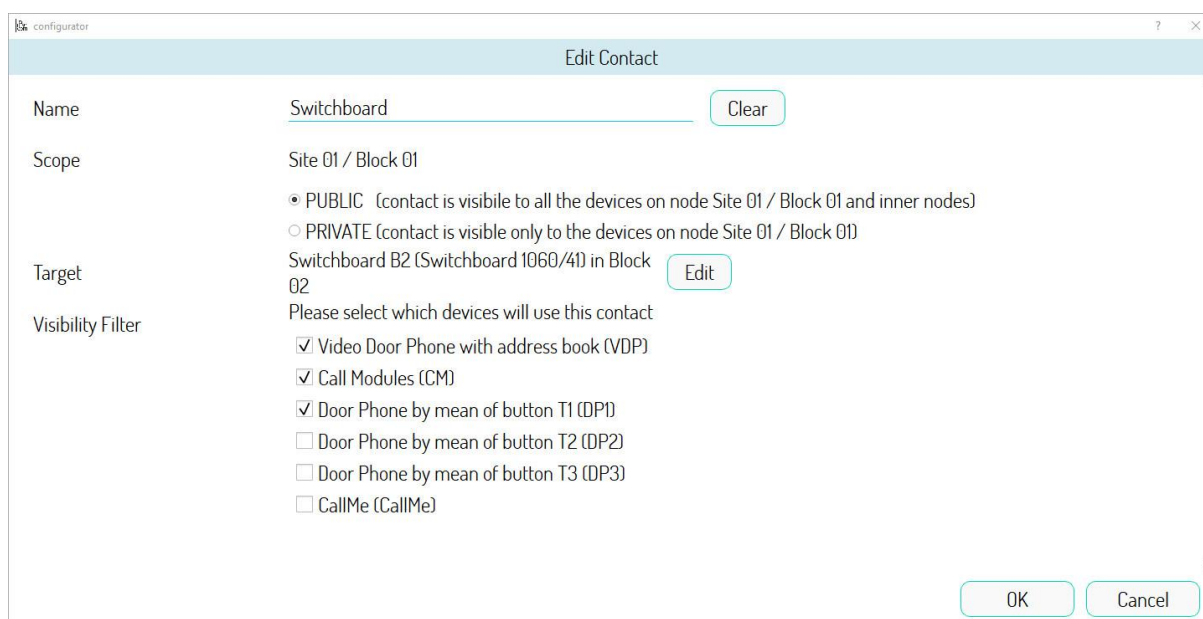 configurator ? ×
Edit Contact
Name Switchboard Clear
Scope Site 01 / Block 01
PUBLIC (contact is visibile to all the devices on node Site 01 / Block 01 and inner nodes)
PRIVATE (contact is visible only to the devices on node Site 01 / Block 01)
Target Switchboard B2 (Switchboard 1060/41) in Block
02 Edit
Visibility Filter Please select which devices will use this contact
Video Door Phone with address book (VDP)
Call Modules (CM)
Door Phone by mean of button T1 (DP1)
Door Phone by mean of button T2 (DP2)
Door Phone by mean of button T3 (DP3)
CallMe (CallMe)
OK Cancel